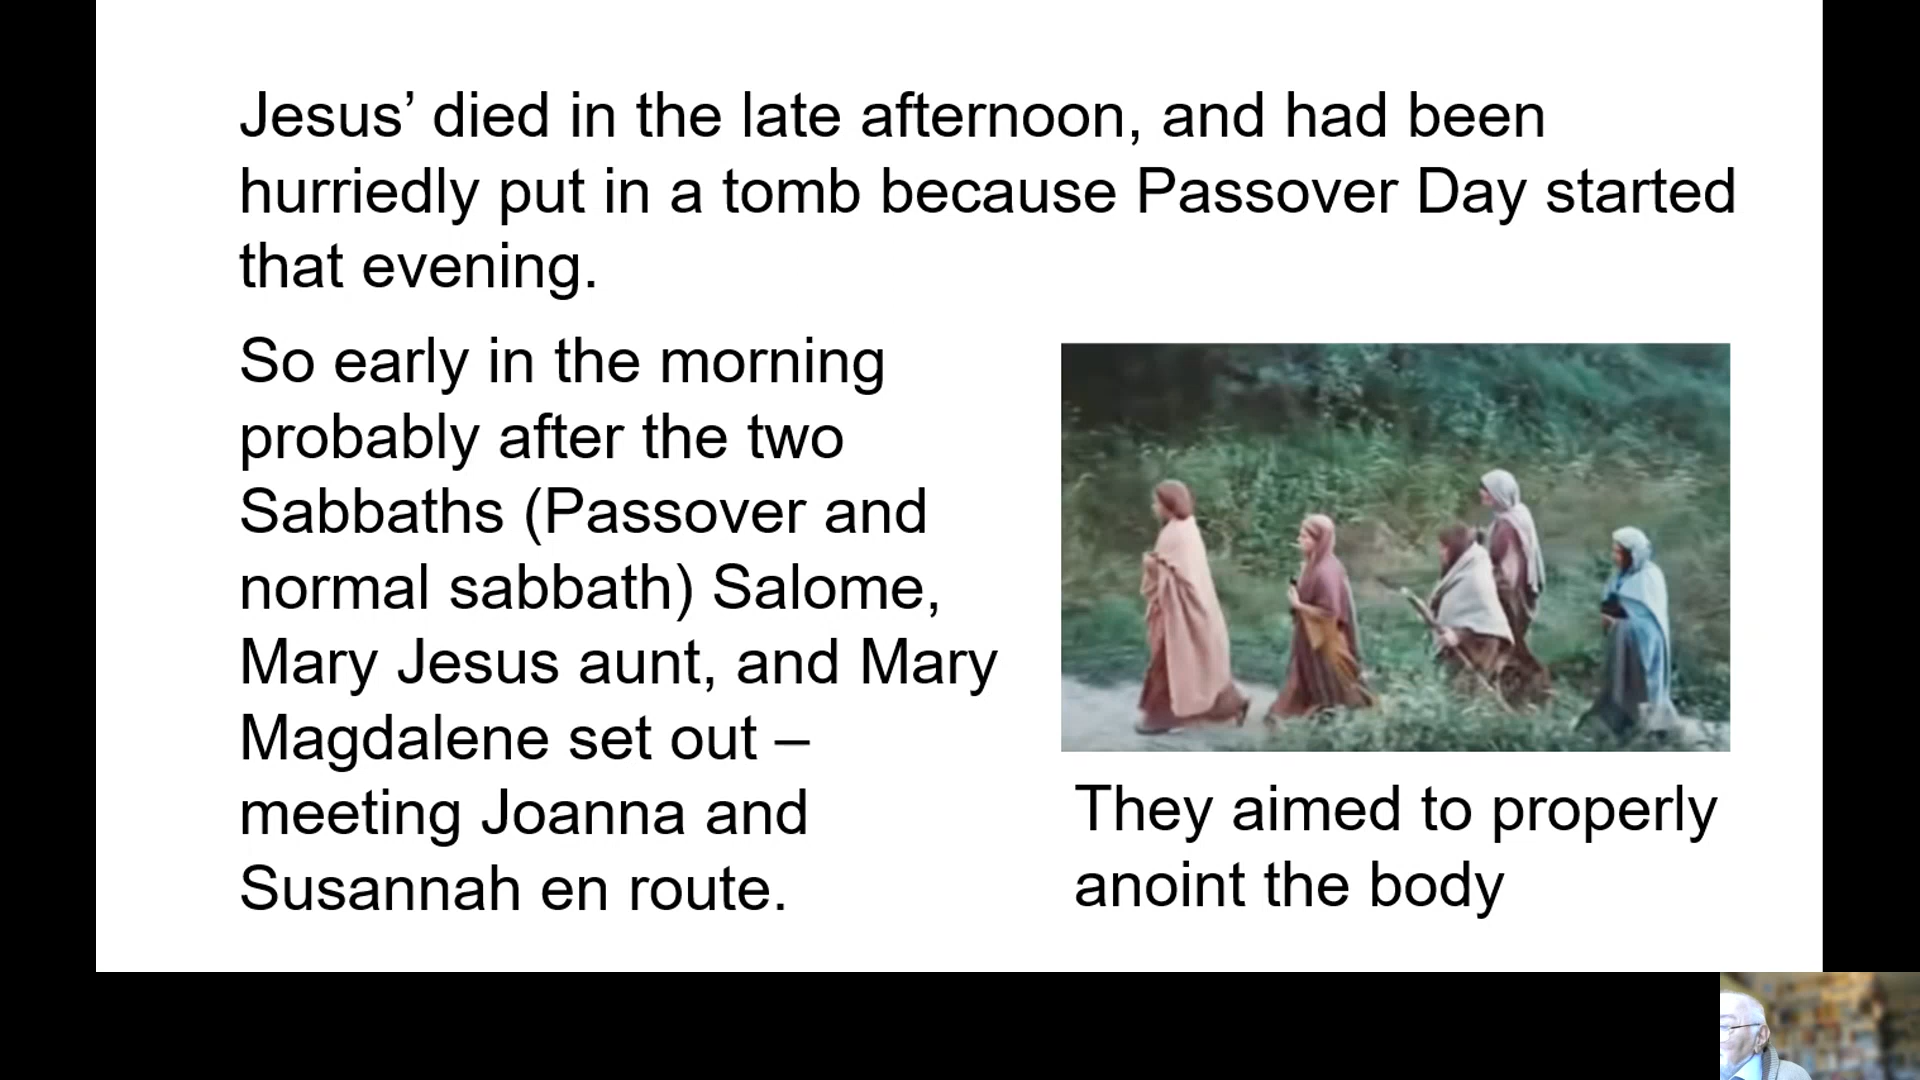 Jesus’ died in the late afternoon, and had been
hurriedly put in a tomb because Passover Day started
that evening.
So early in the morning
probably after the two
Sabbaths (Passover and
normal sabbath) Salome,
Mary Jesus aunt, and Mary
Magdalene set out –
meeting Joanna and
Susannah en route.
They aimed to properly
anoint the body